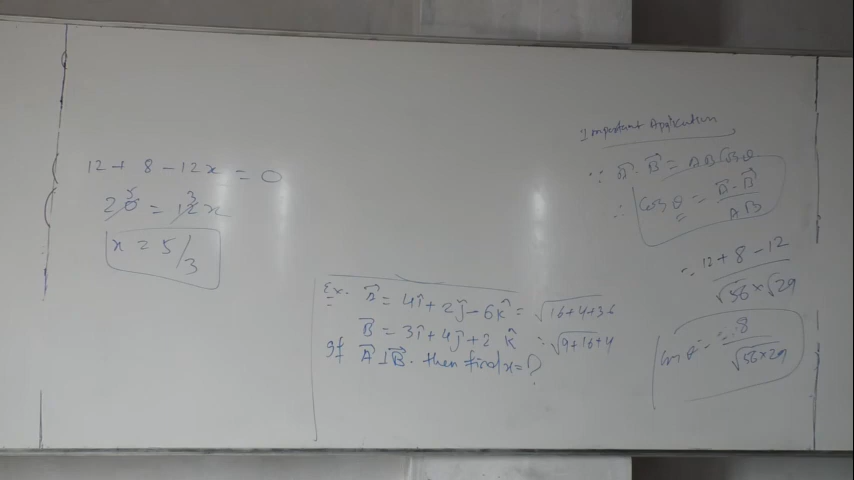 12 + 8 - 12x = 0
20 = 12x
5 3
x = 5/3
Ex. A⃗ = 4î + 2ĵ - 6k̂ = √16+4+36
B⃗ = 3î + 4ĵ + 2 k̂ = √9+16+4
If A⃗ ⊥ B⃗. then find x = ?
Important Application
∵ A⃗ · B⃗ = AB cos θ
∴ cos θ = A⃗ · B⃗ / AB
= 12 + 8 - 12 / √56 × √29
cos θ = 8 / √56×29